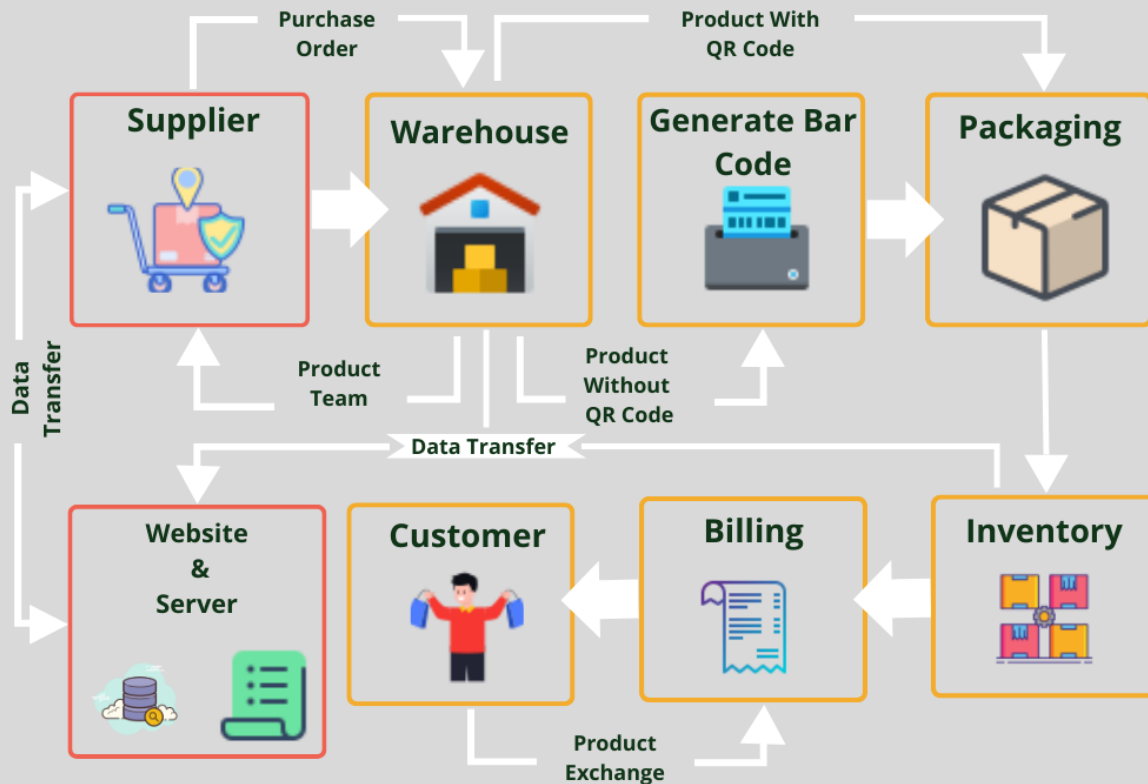 Purchase
Order
Product With
QR Code
Supplier
Warehouse
Generate Bar
Code
Packaging
Data
Transfer
Product
Team
Product
Without
QR Code
Data Transfer
Website
&
Server
Customer
Billing
Inventory
Product
Exchange